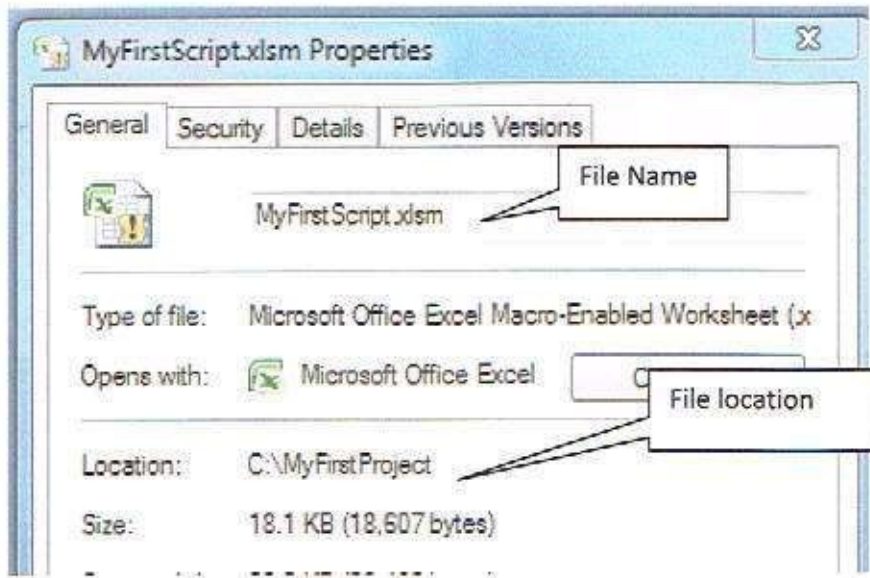 MyFirstScript.xlsm Properties
General Security Details Previous Versions
File Name
MyFirstScript.xlsm
Type of file: Microsoft Office Excel Macro-Enabled Worksheet (.x
Opens with: Microsoft Office Excel C
File location
Location: C:\MyFirstProject
Size: 18.1 KB (18,607 bytes)